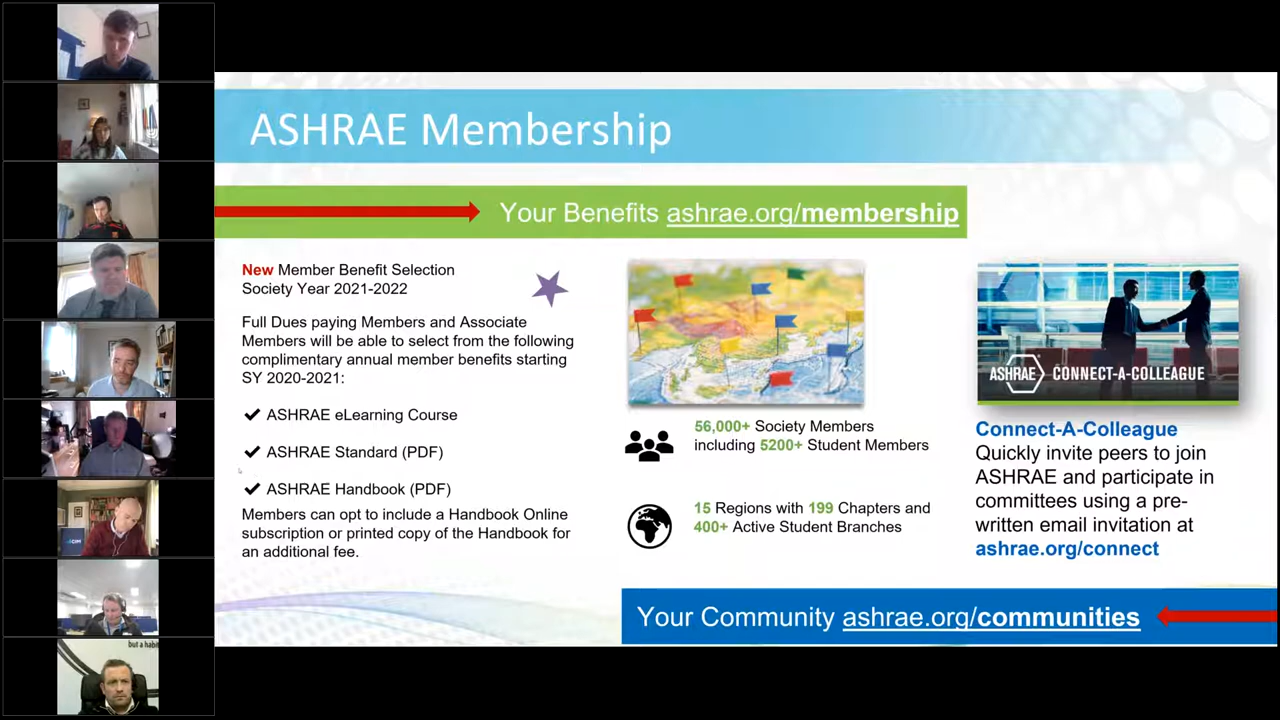 ASHRAE Membership
Your Benefits ashrae.org/membership
New Member Benefit Selection
Society Year 2021-2022
Full Dues paying Members and Associate
Members will be able to select from the following
complimentary annual member benefits starting
SY 2020-2021:
ASHRAE eLearning Course
ASHRAE Standard (PDF)
ASHRAE Handbook (PDF)
Members can opt to include a Handbook Online
subscription or printed copy of the Handbook for
an additional fee.
56,000+ Society Members
including 5200+ Student Members
15 Regions with 199 Chapters and
400+ Active Student Branches
ASHRAE CONNECT-A-COLLEAGUE
Connect-A-Colleague
Quickly invite peers to join
ASHRAE and participate in
committees using a pre-
written email invitation at
ashrae.org/connect
Your Community ashrae.org/communities
but a habit